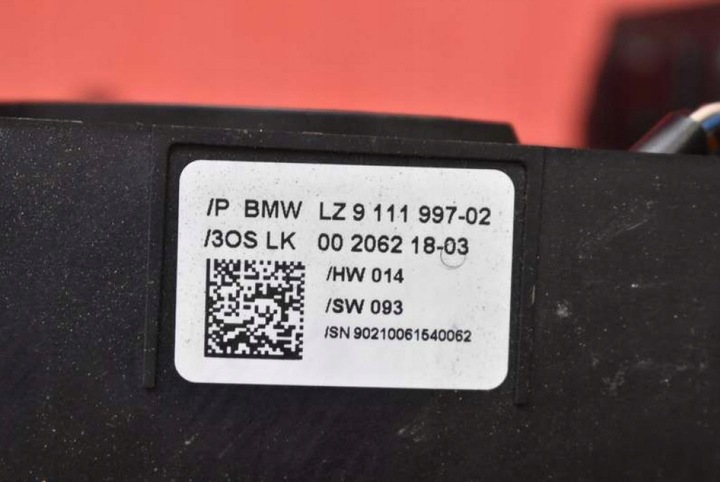 /P BMW LZ 9 111 997-02
/3OS LK 00 2062 18-03
/HW 014
/SW 093
/SN 90210061540062